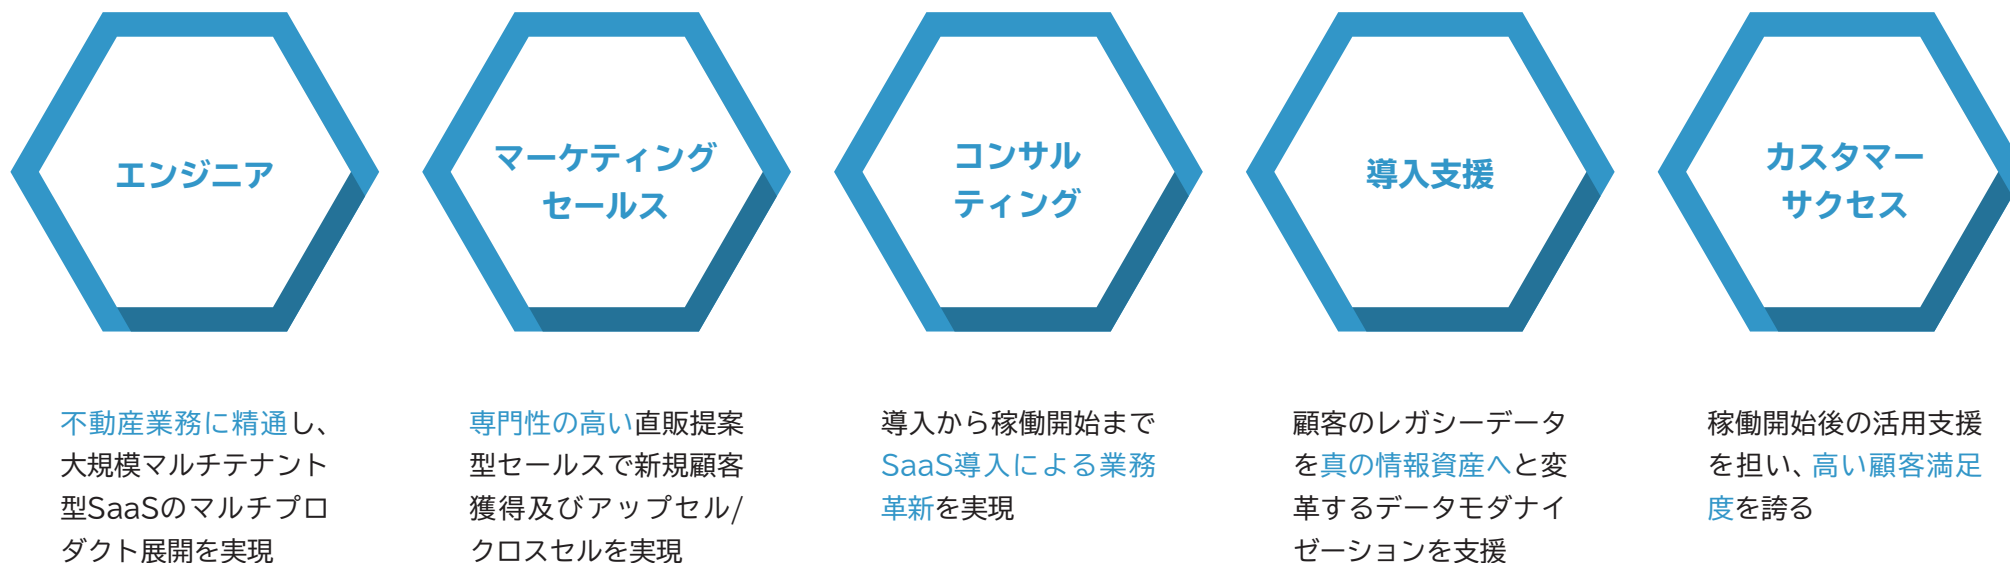 エンジニア
マーケティング
セールス
コンサル
ティング
導入支援
カスタマー
サクセス
不動産業務に精通し、
大規模マルチテナント
型SaaSのマルチプロ
ダクト展開を実現
専門性の高い直販提案
型セールスで新規顧客
獲得及びアップセル/
クロスセルを実現
導入から稼働開始まで
SaaS導入による業務
革新を実現
顧客のレガシーデータ
を真の情報資産へと変
革するデータモダナイ
ゼーションを支援
稼働開始後の活用支援
を担い、高い顧客満足
度を誇る